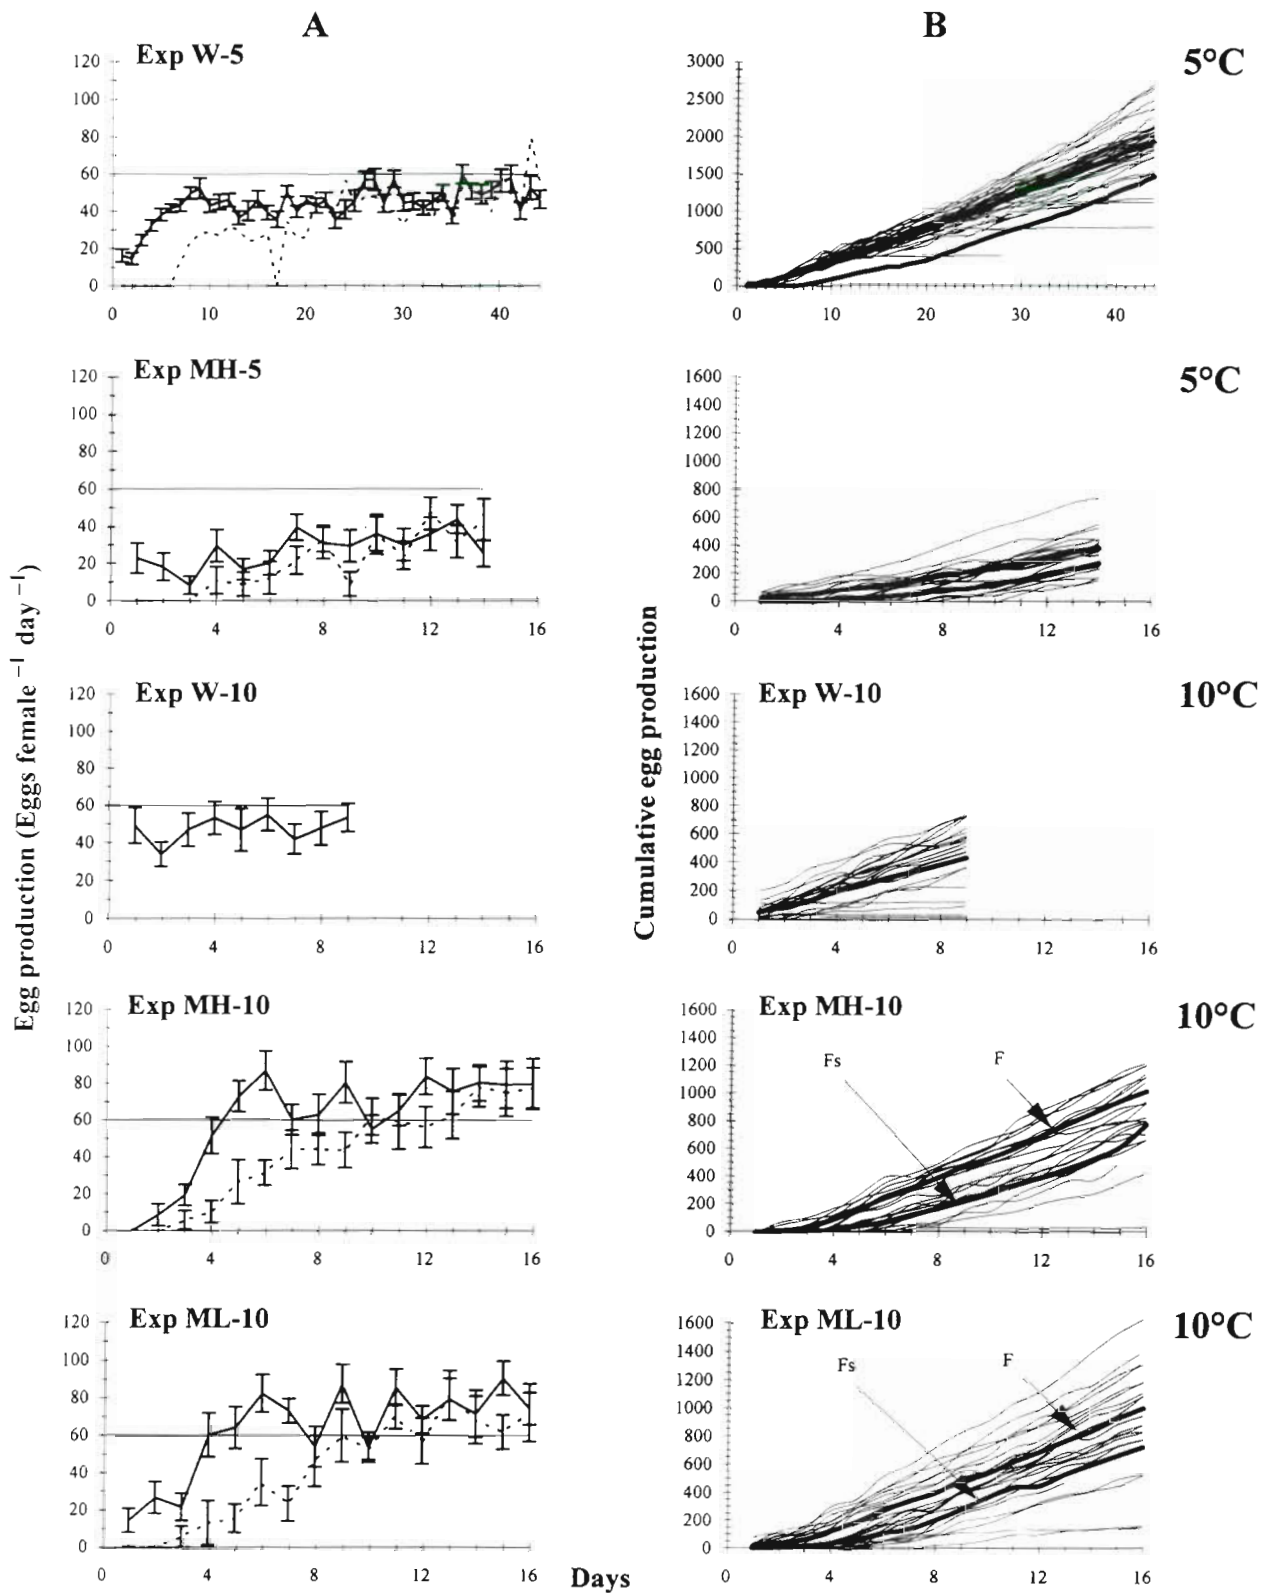 A
B
Exp W-5
5°C
120
100
80
60
40
20
0
0 10 20 30 40
3000
2500
2000
1500
1000
500
0
0 10 20 30 40
Exp MH-5
5°C
120
100
80
60
40
20
0
0 4 8 12 16
1600
1400
1200
1000
800
600
400
200
0
0 4 8 12 16
Egg production (Eggs female ⁻¹ day ⁻¹)
Cumulative egg production
Exp W-10
120
100
80
60
40
20
0
0 4 8 12 16
Exp W-10
10°C
1600
1400
1200
1000
800
600
400
200
0
0 4 8 12 16
Exp MH-10
120
100
80
60
40
20
0
0 4 8 12 16
Exp MH-10
10°C
1600
1400
1200
1000
800
600
400
200
0
Fs
F
0 4 8 12 16
Exp ML-10
120
100
80
60
40
20
0
0 4 8 12 16
Exp ML-10
10°C
1600
1400
1200
1000
800
600
400
200
0
Fs
F
0 4 8 12 16
Days